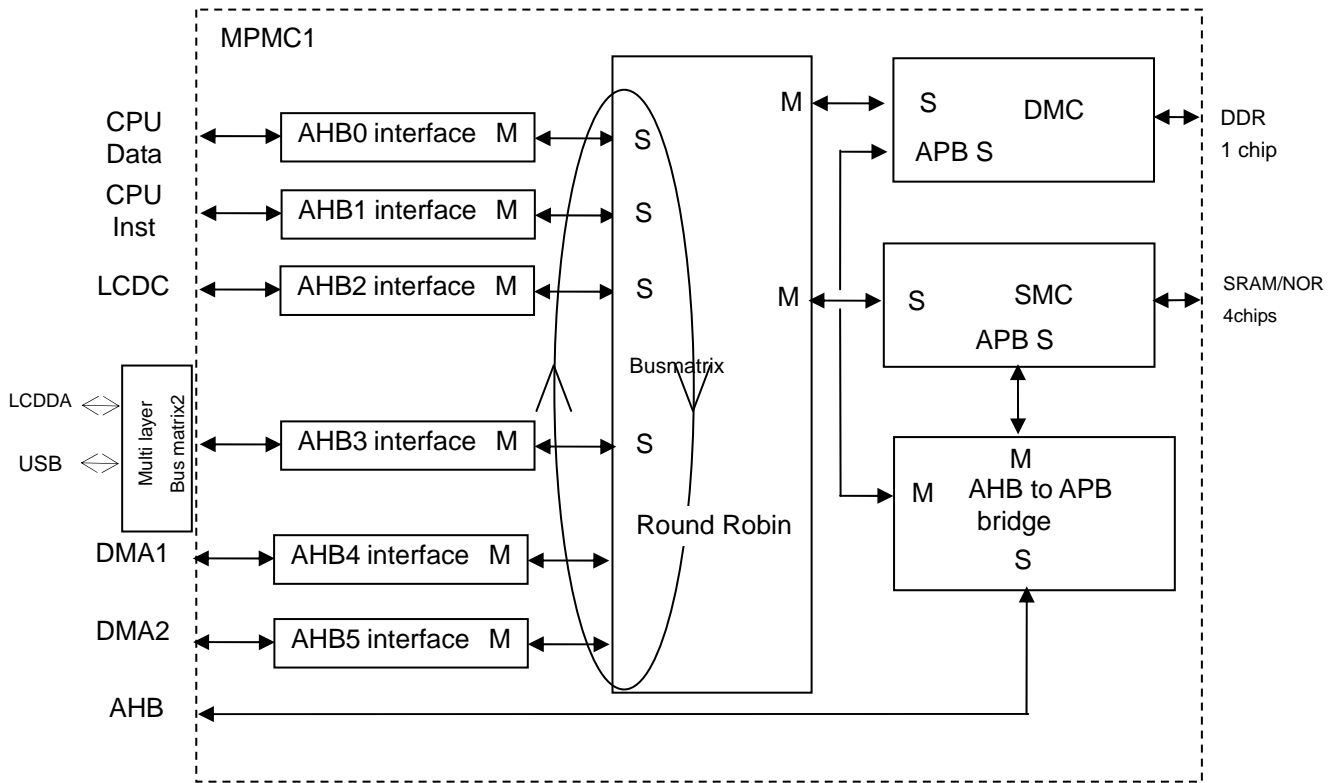 MPMC1
CPU
Data
AHB0 interface M
S
CPU
Inst
AHB1 interface M
S
LCDC
AHB2 interface M
S
LCDDA
USB
Multi layer
Bus matrix2
AHB3 interface M
S
DMA1
AHB4 interface M
DMA2
AHB5 interface M
AHB
Busmatrix
Round Robin
M
M
S
DMC
APB S
DDR
1 chip
S
SMC
APB S
SRAM/NOR
4chips
M
M
AHB to APB
bridge
S